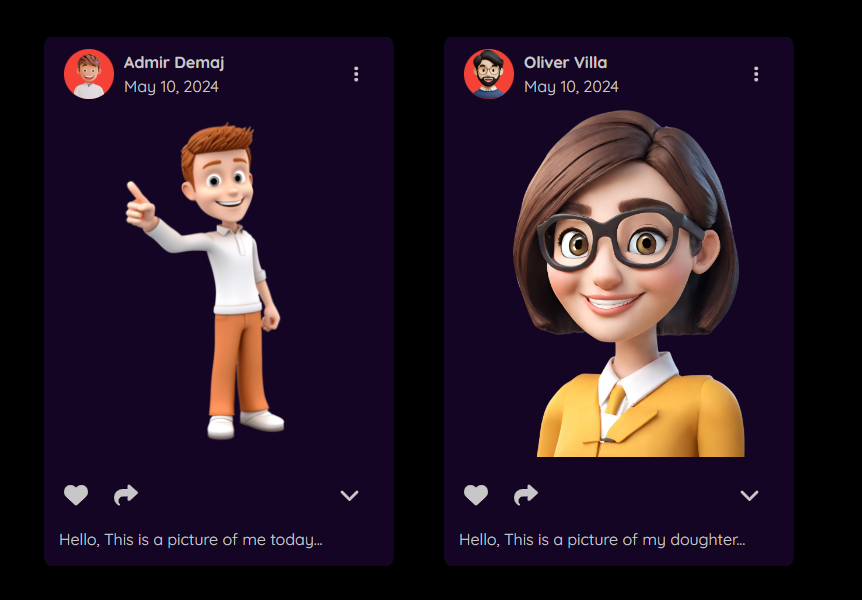 Admir Demaj
May 10, 2024
Hello, This is a picture of me today...
Oliver Villa
May 10, 2024
Hello, This is a picture of my doughter...